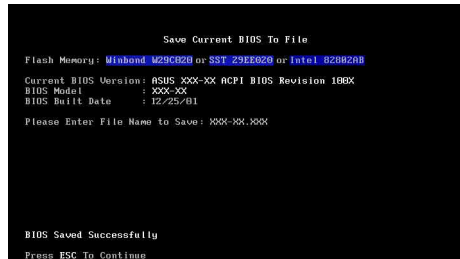 Save Current BIOS To File
Flash Memory: Winbond W29C020 or SST 29EE020 or Intel 82802AB
Current BIOS Version: ASUS XXX-XX ACPI BIOS Revision 100X
BIOS Model : XXX-XX
BIOS Built Date : 12/25/01
Please Enter File Name to Save: XXX-XX.XXX
BIOS Saved Successfully
Press ESC To Continue